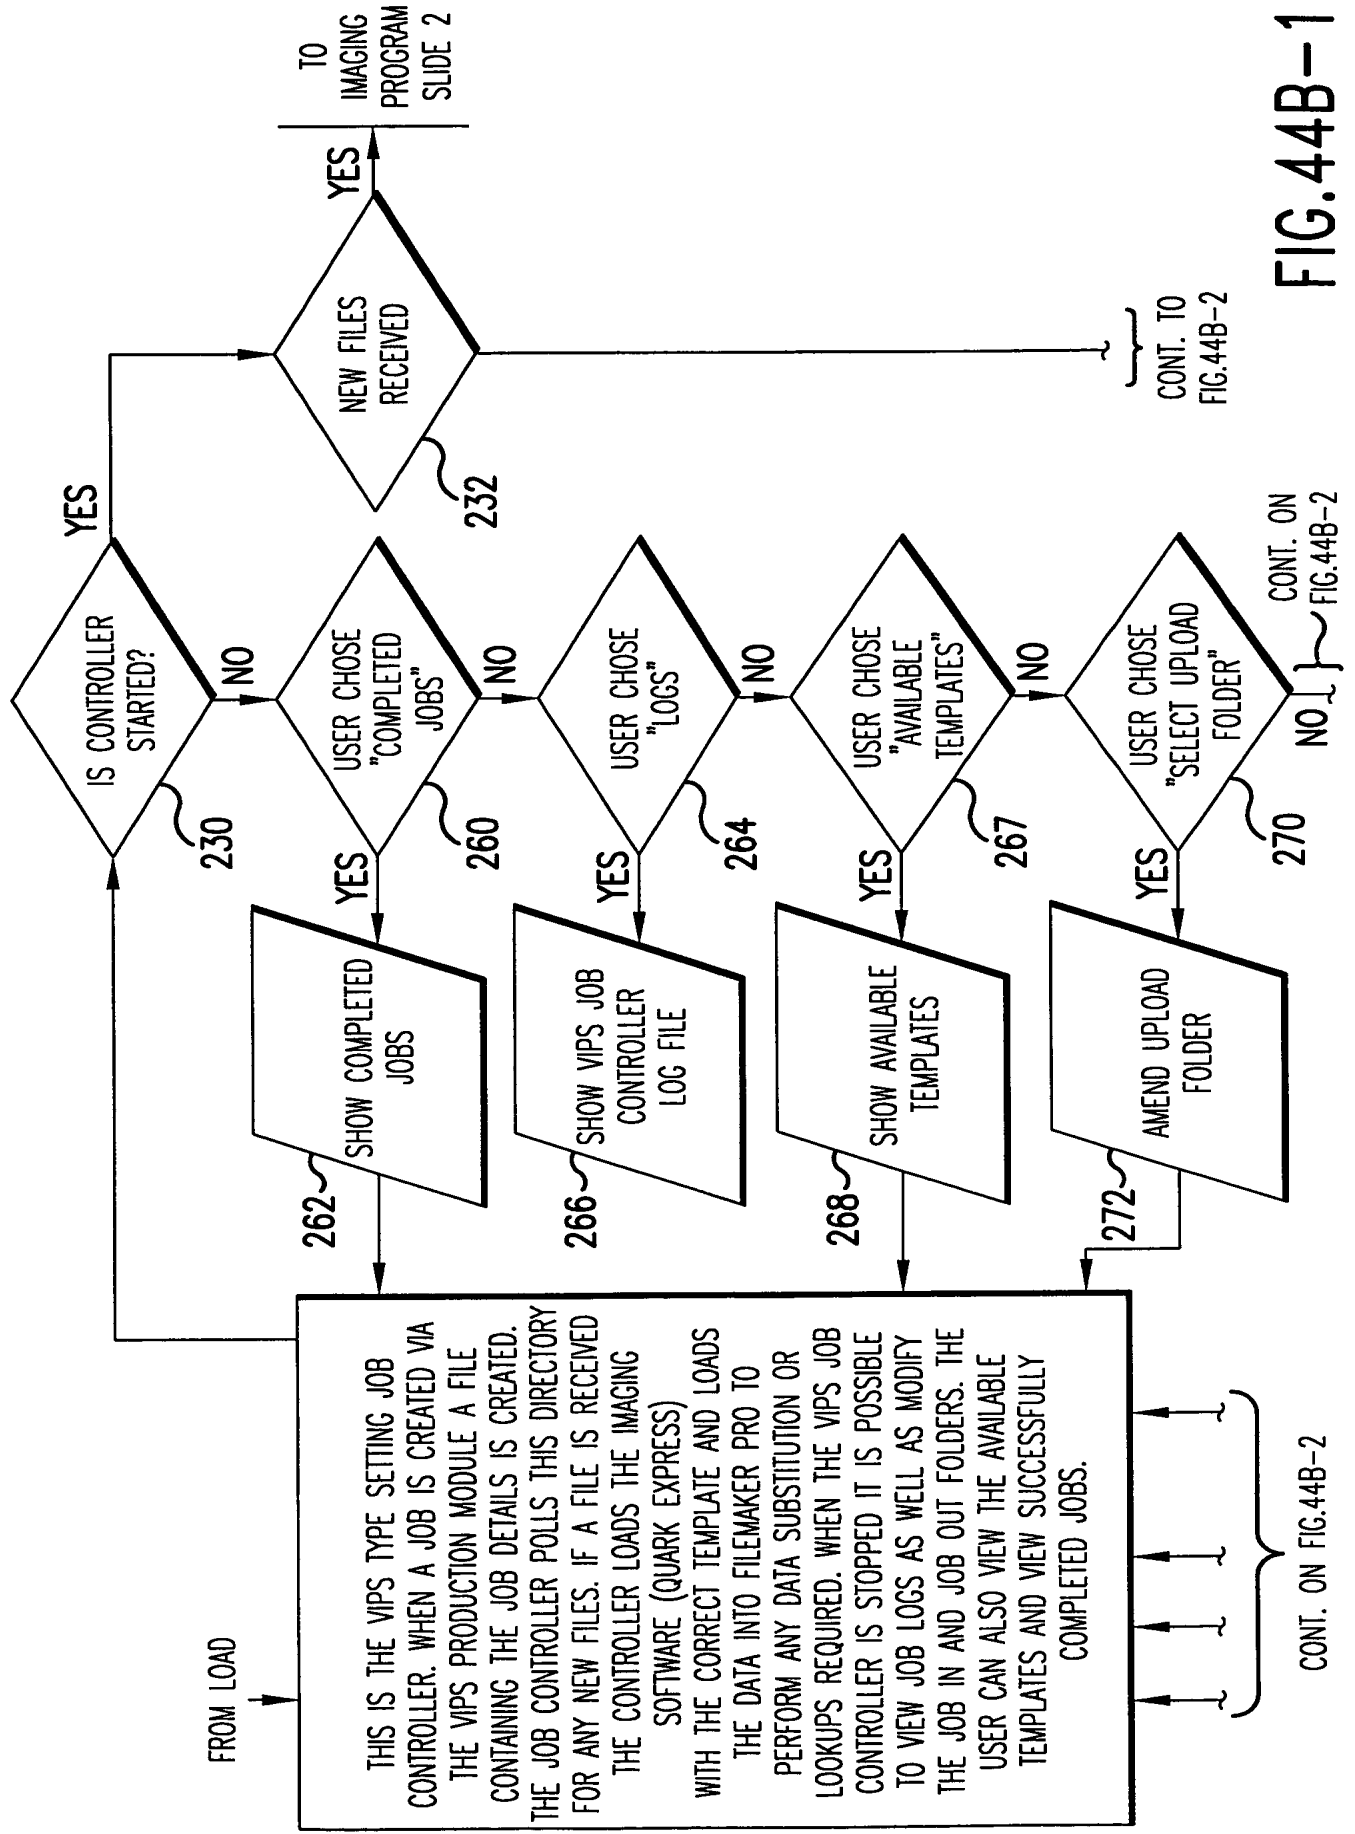 FROM LOAD
THIS IS THE VIPS TYPE SETTING JOB
CONTROLLER. WHEN A JOB IS CREATED VIA
THE VIPS PRODUCTION MODULE A FILE
CONTAINING THE JOB DETAILS IS CREATED.
THE JOB CONTROLLER POLLS THIS DIRECTORY
FOR ANY NEW FILES. IF A FILE IS RECEIVED
THE CONTROLLER LOADS THE IMAGING
SOFTWARE (QUARK EXPRESS)
WITH THE CORRECT TEMPLATE AND LOADS
THE DATA INTO FILEMAKER PRO TO
PERFORM ANY DATA SUBSTITUTION OR
LOOKUPS REQUIRED. WHEN THE VIPS JOB
CONTROLLER IS STOPPED IT IS POSSIBLE
TO VIEW JOB LOGS AS WELL AS MODIFY
THE JOB IN AND JOB OUT FOLDERS. THE
USER CAN ALSO VIEW THE AVAILABLE
TEMPLATES AND VIEW SUCCESSFULLY
COMPLETED JOBS.
CONT. ON FIG.44B-2
IS CONTROLLER
STARTED?
230
YES
NO
NEW FILES
RECEIVED
232
YES
TO
IMAGING
PROGRAM
SLIDE 2
CONT. TO
FIG.44B-2
USER CHOSE
"COMPLETED
JOBS"
260
YES
NO
SHOW COMPLETED
JOBS
262
USER CHOSE
"LOGS"
264
YES
NO
SHOW VIPS JOB
CONTROLLER
LOG FILE
266
USER CHOSE
"AVAILABLE
TEMPLATES"
267
YES
NO
SHOW AVAILABLE
TEMPLATES
268
USER CHOSE
"SELECT UPLOAD
FOLDER"
270
YES
NO
AMEND UPLOAD
FOLDER
272
CONT. ON
FIG.44B-2
FIG.44B-1